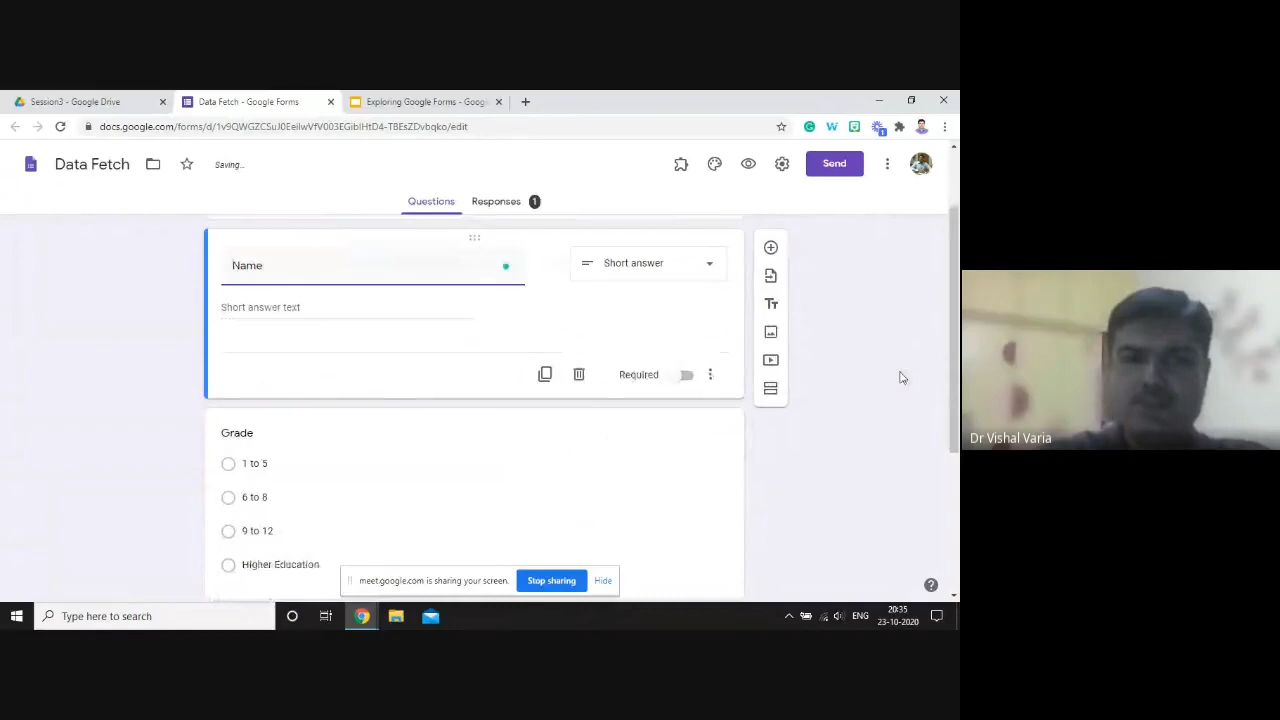 Session3 - Google Drive
Data Fetch - Google Forms
Exploring Google Forms - Googl
docs.google.com/forms/d/1v9QWGZCSuJ0EeilwVfV003EGibIHtD4-TBEsZDvbqko/edit
Data Fetch
Saving...
Send
Questions
Responses
1
Name
Short answer
Short answer text
Required
Grade
1 to 5
6 to 8
9 to 12
Higher Education
meet.google.com is sharing your screen.
Stop sharing
Hide
Type here to search
ENG
20:35
23-10-2020
Dr Vishal Varia